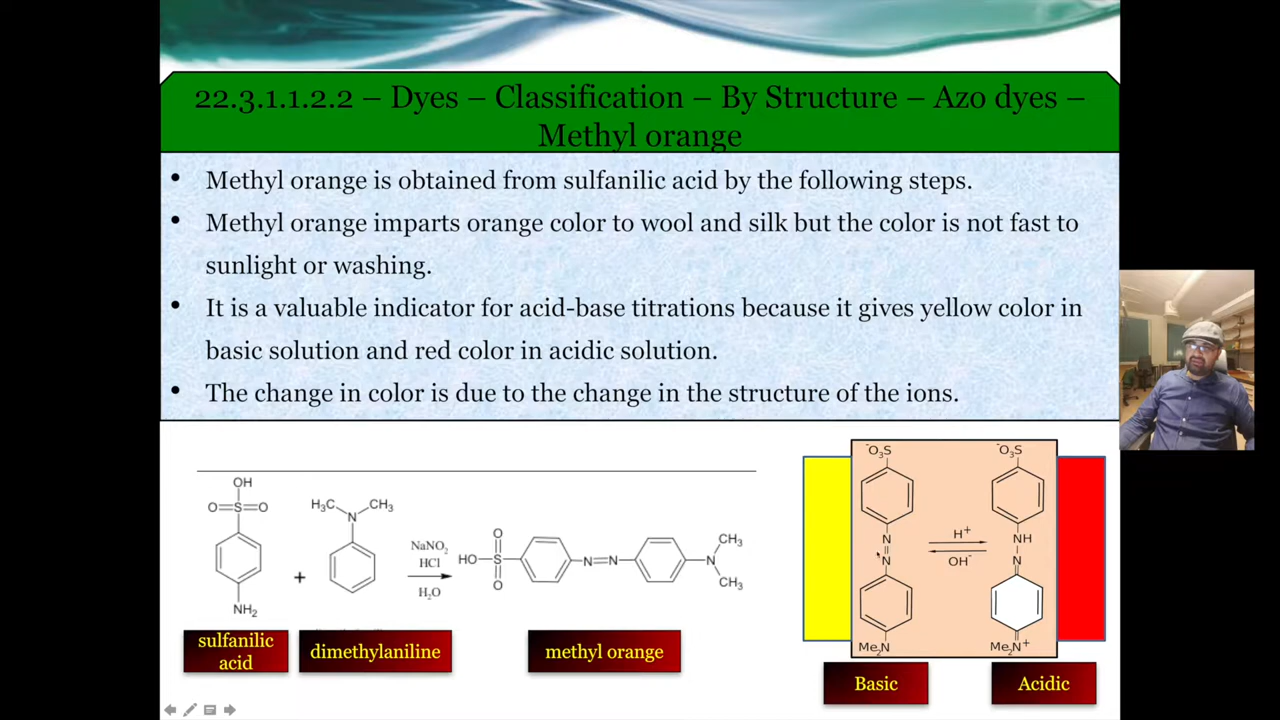 22.3.1.1.2.2 – Dyes – Classification – By Structure – Azo dyes –
Methyl orange
• Methyl orange is obtained from sulfanilic acid by the following steps.
• Methyl orange imparts orange color to wool and silk but the color is not fast to
sunlight or washing.
• It is a valuable indicator for acid-base titrations because it gives yellow color in
basic solution and red color in acidic solution.
• The change in color is due to the change in the structure of the ions.
OH
O=S=O
NH₂
+
H₃C CH₃
N
NaNO₂
HCl
H₂O
O
HO S
O
N=N
N
CH₃
CH₃
sulfanilic
acid
dimethylaniline
methyl orange
⁻O₃S
N
N
Me₂N
H⁺
OH⁻
⁻O₃S
NH
N
Me₂N⁺
Basic
Acidic